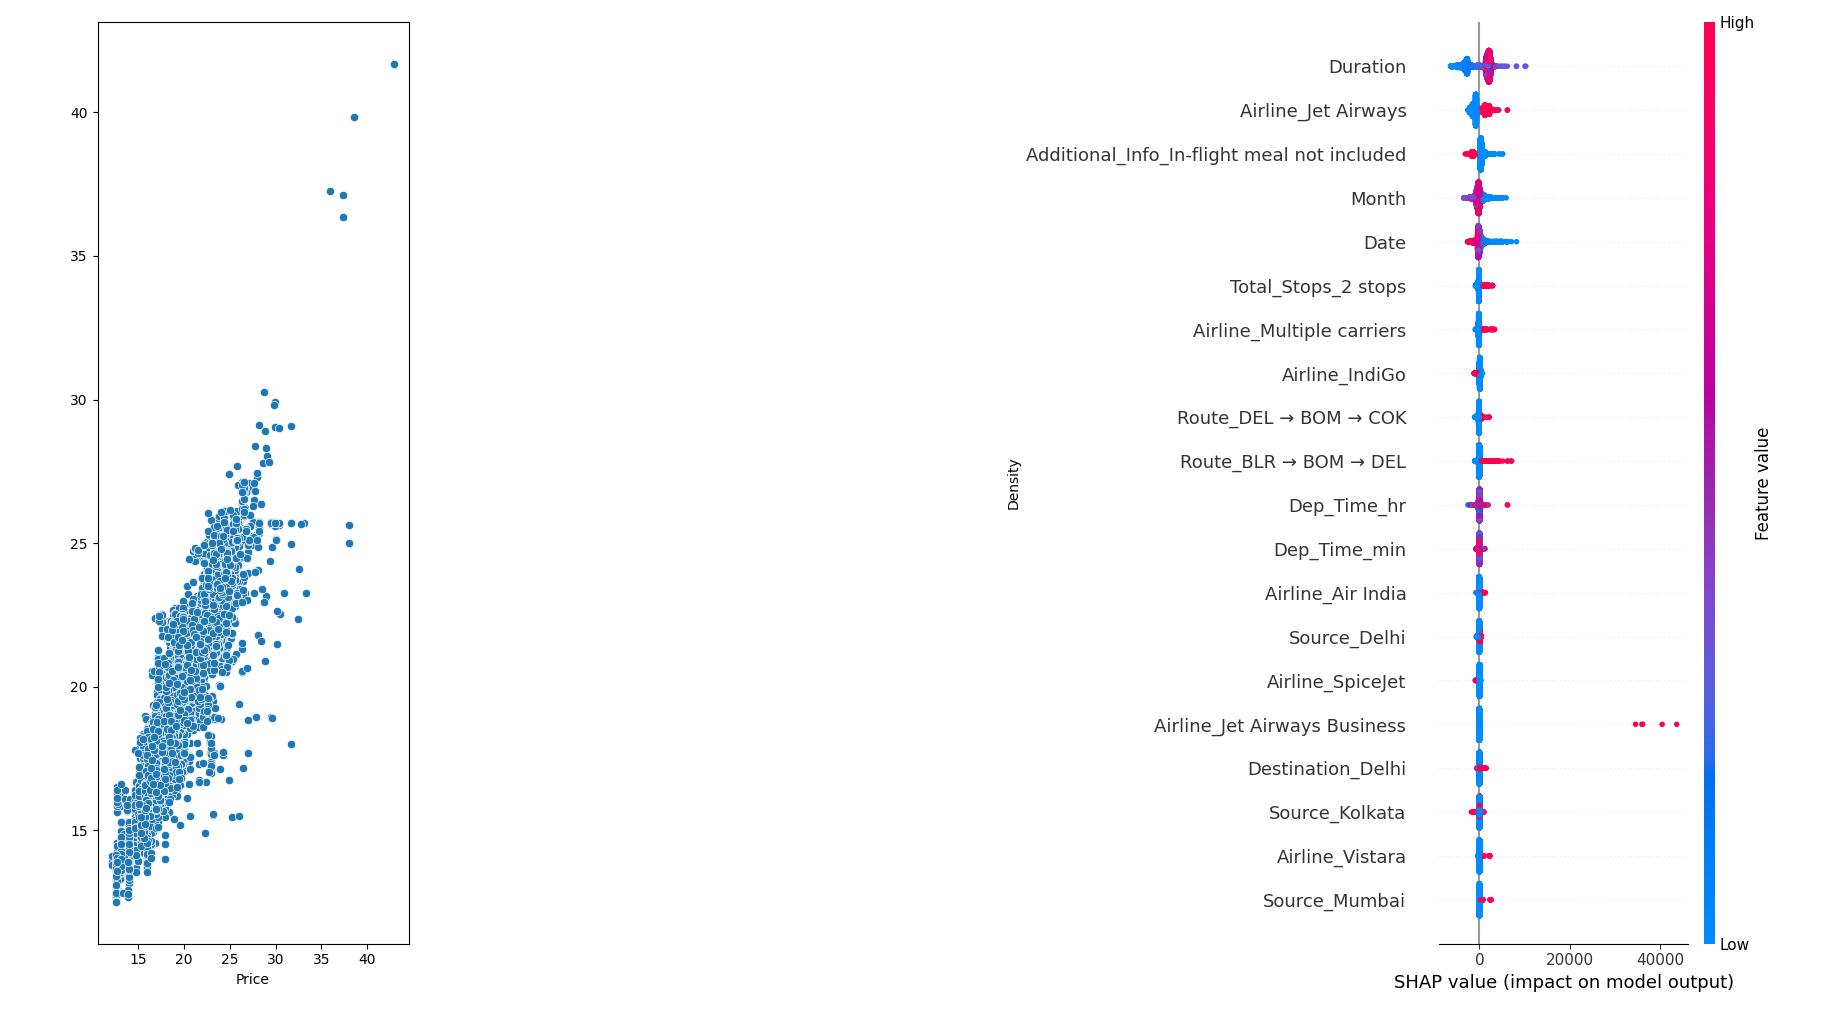 40
35
30
25
20
15
15 20 25 30 35 40
Price
Density
Duration
Airline_Jet Airways
Additional_Info_In-flight meal not included
Month
Date
Total_Stops_2 stops
Airline_Multiple carriers
Airline_IndiGo
Route_DEL → BOM → COK
Route_BLR → BOM → DEL
Dep_Time_hr
Dep_Time_min
Airline_Air India
Source_Delhi
Airline_SpiceJet
Airline_Jet Airways Business
Destination_Delhi
Source_Kolkata
Airline_Vistara
Source_Mumbai
0 20000 40000
SHAP value (impact on model output)
High
Feature value
Low